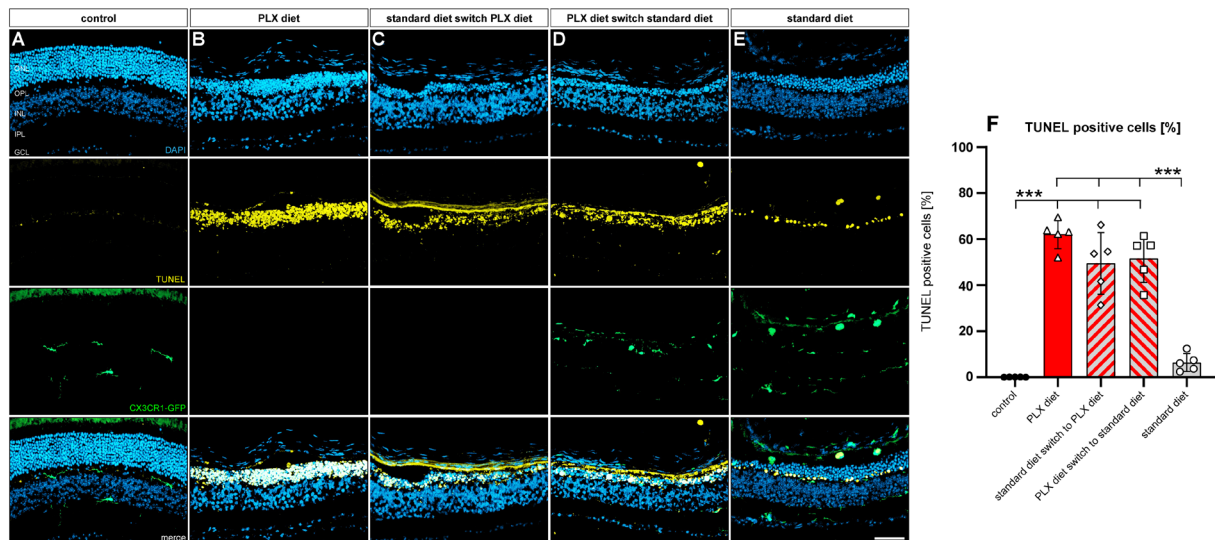 control
PLX diet
standard diet switch PLX diet
PLX diet switch standard diet
standard diet
A
B
C
D
E
ONL
OPL
INL
IPL
GCL
DAPI
TUNEL
CX3CR1-GFP
merge
F
TUNEL positive cells [%]
TUNEL positive cells [%]
100
80
60
40
20
0
***
***
control
PLX diet
standard diet switch to PLX diet
PLX diet switch to standard diet
standard diet